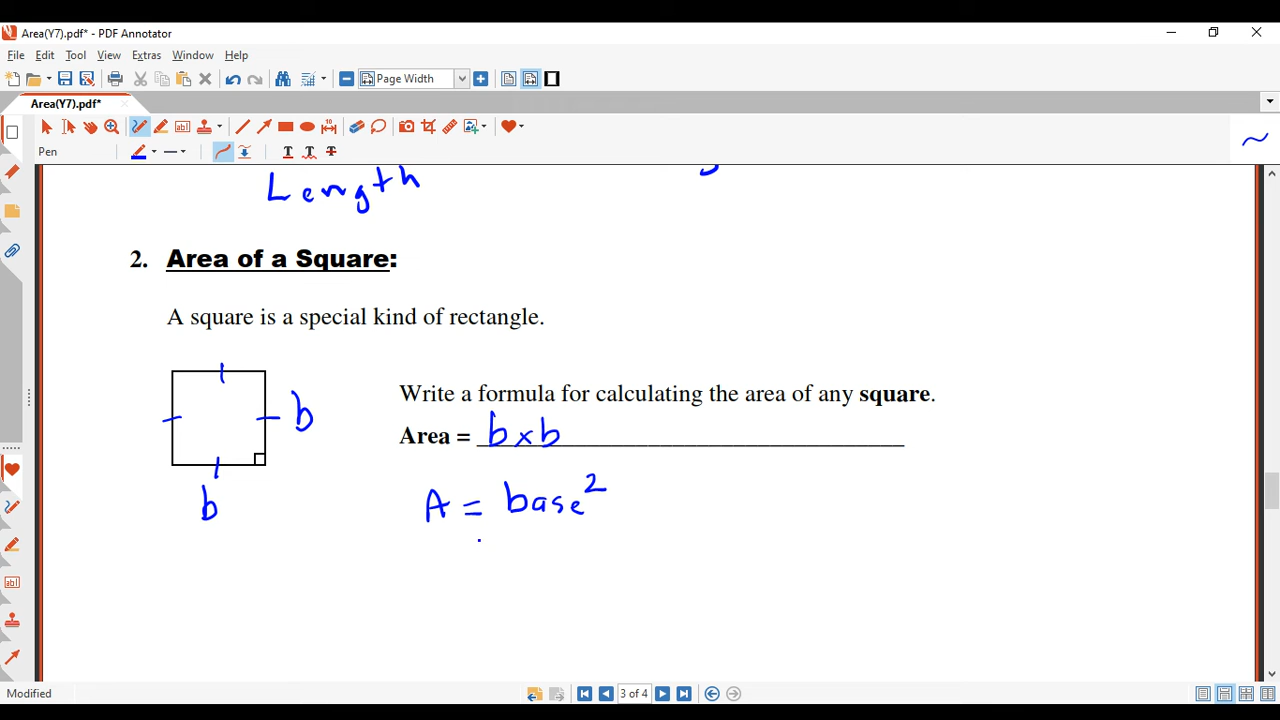 Area(Y7).pdf* - PDF Annotator
File Edit Tool View Extras Window Help
Page Width
Area(Y7).pdf*
Pen
Length
2. Area of a Square:
A square is a special kind of rectangle.
b
b
Write a formula for calculating the area of any square.
Area = b×b
A = base²
Modified
3 of 4